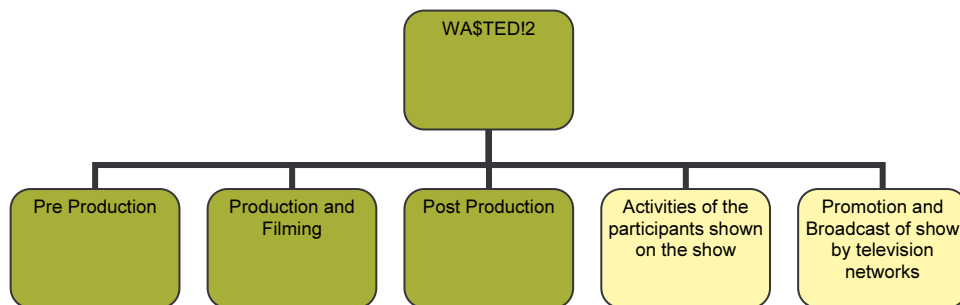 WA$TED!2
Pre Production
Production and
Filming
Post Production
Activities of the
participants shown
on the show
Promotion and
Broadcast of show
by television
networks